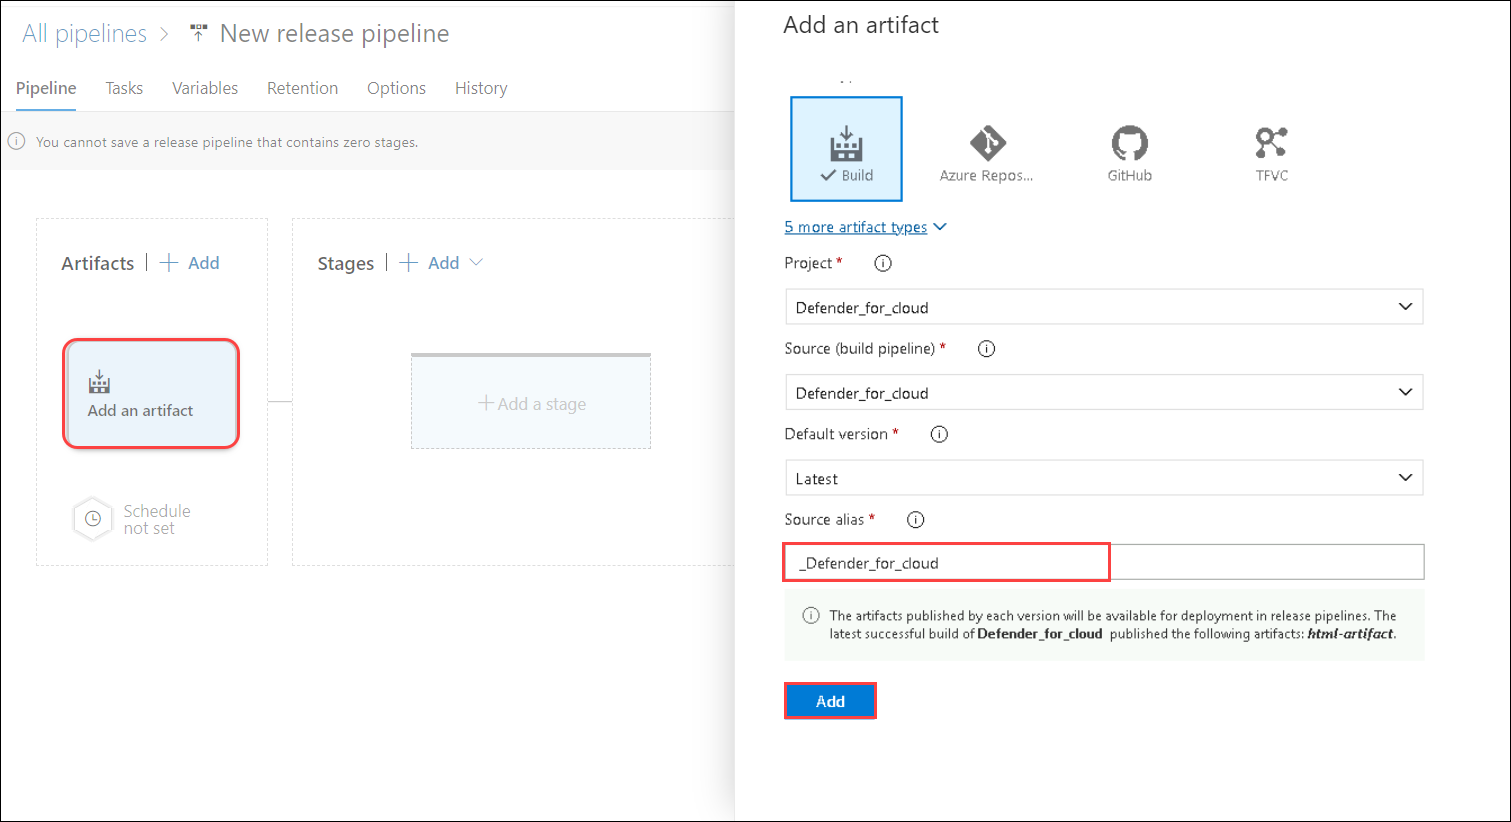 All pipelines > New release pipeline
Pipeline Tasks Variables Retention Options History
You cannot save a release pipeline that contains zero stages.
Artifacts | + Add
Add an artifact
Schedule
not set
Stages | + Add
+ Add a stage
Add an artifact
Build
Azure Repos...
GitHub
TFVC
5 more artifact types
Project *
Defender_for_cloud
Source (build pipeline) *
Defender_for_cloud
Default version *
Latest
Source alias *
_Defender_for_cloud
The artifacts published by each version will be available for deployment in release pipelines. The
latest successful build of Defender_for_cloud published the following artifacts: html-artifact.
Add